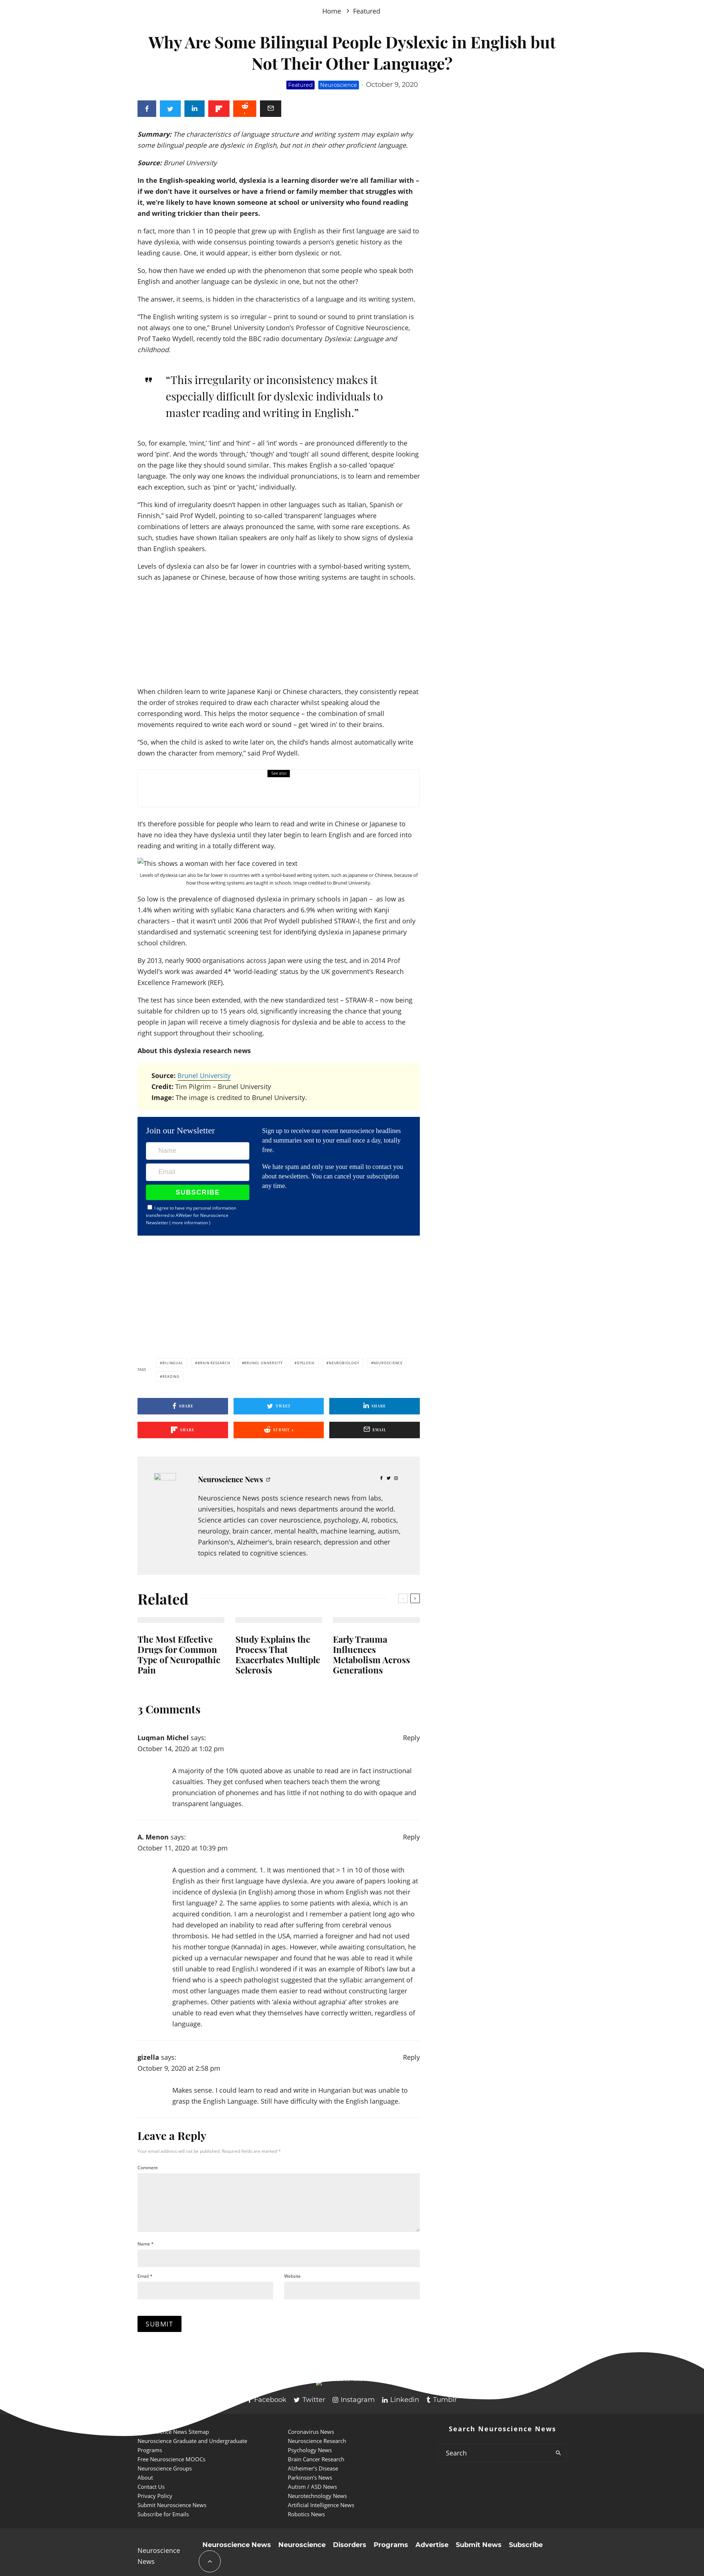 Home > Featured
Why Are Some Bilingual People Dyslexic in English but
Not Their Other Language?
Featured Neuroscience · October 9, 2020
Summary: The characteristics of language structure and writing system may explain why
some bilingual people are dyslexic in English, but not in their other proficient language.
Source: Brunel University
In the English-speaking world, dyslexia is a learning disorder we’re all familiar with –
if we don’t have it ourselves or have a friend or family member that struggles with
it, we’re likely to have known someone at school or university who found reading
and writing trickier than their peers.
n fact, more than 1 in 10 people that grew up with English as their first language are said to
have dyslexia, with wide consensus pointing towards a person’s genetic history as the
leading cause. One, it would appear, is either born dyslexic or not.
So, how then have we ended up with the phenomenon that some people who speak both
English and another language can be dyslexic in one, but not the other?
The answer, it seems, is hidden in the characteristics of a language and its writing system.
“The English writing system is so irregular – print to sound or sound to print translation is
not always one to one,” Brunel University London’s Professor of Cognitive Neuroscience,
Prof Taeko Wydell, recently told the BBC radio documentary Dyslexia: Language and
childhood.
“This irregularity or inconsistency makes it
especially difficult for dyslexic individuals to
master reading and writing in English.”
So, for example, ‘mint,’ ‘lint’ and ‘hint’ – all ‘int’ words – are pronounced differently to the
word ‘pint’. And the words ‘through,’ ‘though’ and ‘tough’ all sound different, despite looking
on the page like they should sound similar. This makes English a so-called ‘opaque’
language. The only way one knows the individual pronunciations, is to learn and remember
each exception, such as ‘pint’ or ‘yacht,’ individually.
“This kind of irregularity doesn’t happen in other languages such as Italian, Spanish or
Finnish,” said Prof Wydell, pointing to so-called ‘transparent’ languages where
combinations of letters are always pronounced the same, with some rare exceptions. As
such, studies have shown Italian speakers are only half as likely to show signs of dyslexia
than English speakers.
Levels of dyslexia can also be far lower in countries with a symbol-based writing system,
such as Japanese or Chinese, because of how those writing systems are taught in schools.
When children learn to write Japanese Kanji or Chinese characters, they consistently repeat
the order of strokes required to draw each character whilst speaking aloud the
corresponding word. This helps the motor sequence – the combination of small
movements required to write each word or sound – get ‘wired in’ to their brains.
“So, when the child is asked to write later on, the child’s hands almost automatically write
down the character from memory,” said Prof Wydell.
See also
It’s therefore possible for people who learn to read and write in Chinese or Japanese to
have no idea they have dyslexia until they later begin to learn English and are forced into
reading and writing in a totally different way.
This shows a woman with her face covered in text
Levels of dyslexia can also be far lower in countries with a symbol-based writing system, such as Japanese or Chinese, because of
how those writing systems are taught in schools. Image credited to Brunel University.
So low is the prevalence of diagnosed dyslexia in primary schools in Japan –  as low as
1.4% when writing with syllabic Kana characters and 6.9% when writing with Kanji
characters – that it wasn’t until 2006 that Prof Wydell published STRAW-I, the first and only
standardised and systematic screening test for identifying dyslexia in Japanese primary
school children.
By 2013, nearly 9000 organisations across Japan were using the test, and in 2014 Prof
Wydell’s work was awarded 4* ‘world-leading’ status by the UK government’s Research
Excellence Framework (REF).
The test has since been extended, with the new standardized test – STRAW-R – now being
suitable for children up to 15 years old, significantly increasing the chance that young
people in Japan will receive a timely diagnosis for dyslexia and be able to access to the
right support throughout their schooling.
About this dyslexia research news
Source: Brunel University
Credit: Tim Pilgrim – Brunel University
Image: The image is credited to Brunel University.
Join our Newsletter
Name
Email
SUBSCRIBE
I agree to have my personal information
transferred to AWeber for Neuroscience
Newsletter ( more information )
Sign up to receive our recent neuroscience headlines
and summaries sent to your email once a day, totally
free.
We hate spam and only use your email to contact you
about newsletters. You can cancel your subscription
any time.
TAGS
#BILINGUAL #BRAIN RESEARCH #BRUNEL UNIVERSITY #DYSLEXIA #NEUROBIOLOGY #NEUROSCIENCE
#READING
SHARE TWEET SHARE
SHARE SUBMIT 1 EMAIL
Neuroscience News
Neuroscience News posts science research news from labs,
universities, hospitals and news departments around the world.
Science articles can cover neuroscience, psychology, AI, robotics,
neurology, brain cancer, mental health, machine learning, autism,
Parkinson's, Alzheimer's, brain research, depression and other
topics related to cognitive sciences.
Related
The Most Effective
Drugs for Common
Type of Neuropathic
Pain
Study Explains the
Process That
Exacerbates Multiple
Sclerosis
Early Trauma
Influences
Metabolism Across
Generations
3 Comments
Luqman Michel says: Reply
October 14, 2020 at 1:02 pm
A majority of the 10% quoted above as unable to read are in fact instructional
casualties. They get confused when teachers teach them the wrong
pronunciation of phonemes and has little if not nothing to do with opaque and
transparent languages.
A. Menon says: Reply
October 11, 2020 at 10:39 pm
A question and a comment. 1. It was mentioned that > 1 in 10 of those with
English as their first language have dyslexia. Are you aware of papers looking at
incidence of dyslexia (in English) among those in whom English was not their
first language? 2. The same applies to some patients with alexia, which is an
acquired condition. I am a neurologist and I remember a patient long ago who
had developed an inability to read after suffering from cerebral venous
thrombosis. He had settled in the USA, married a foreigner and had not used
his mother tongue (Kannada) in ages. However, while awaiting consultation, he
picked up a vernacular newspaper and found that he was able to read it while
still unable to read English.I wondered if it was an example of Ribot’s law but a
friend who is a speech pathologist suggested that the syllabic arrangement of
most other languages made them easier to read without constructing larger
graphemes. Other patients with ‘alexia without agraphia’ after strokes are
unable to read even what they themselves have correctly written, regardless of
language.
gizella says: Reply
October 9, 2020 at 2:58 pm
Makes sense. I could learn to read and write in Hungarian but was unable to
grasp the English Language. Still have difficulty with the English language.
Leave a Reply
Your email address will not be published. Required fields are marked *
Comment
Name *
Email * Website
SUBMIT
Facebook Twitter Instagram Linkedin Tumblr
News Sitemap
Neuroscience Graduate and Undergraduate
Programs
Free Neuroscience MOOCs
Neuroscience Groups
About
Contact Us
Privacy Policy
Submit Neuroscience News
Subscribe for Emails
Coronavirus News
Neuroscience Research
Psychology News
Brain Cancer Research
Alzheimer's Disease
Parkinson's News
Autism / ASD News
Neurotechnology News
Artificial Intelligence News
Robotics News
Search Neuroscience News
Search
Neuroscience News Neuroscience Disorders Programs Advertise Submit News Subscribe
Neuroscience
News